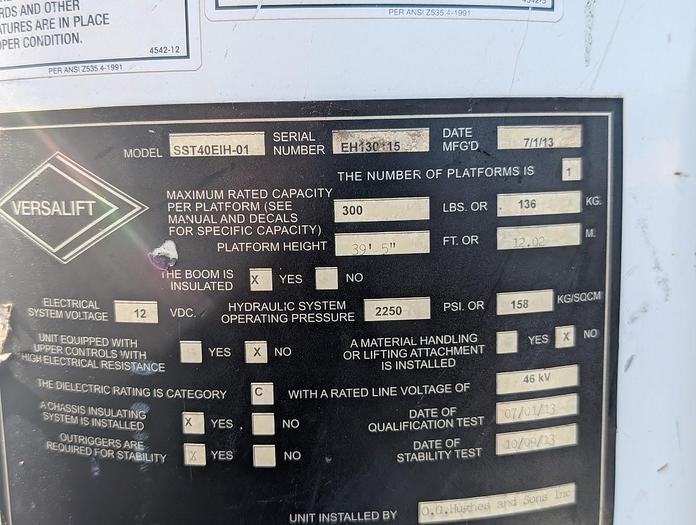 RDS AND OTHER
TURES ARE IN PLACE
OPER CONDITION.
4542-12
PER ANSI Z535.4-1991
PER ANSI Z535.4-1991
VERSALIFT
MODEL SST40EIH-01 SERIAL NUMBER EH130115 DATE MFG'D 7/1/13
THE NUMBER OF PLATFORMS IS 1
MAXIMUM RATED CAPACITY
PER PLATFORM (SEE
MANUAL AND DECALS
FOR SPECIFIC CAPACITY) 300 LBS. OR 136 KG.
PLATFORM HEIGHT 39' 5" FT. OR 12.02 M.
THE BOOM IS
INSULATED X YES NO
ELECTRICAL
SYSTEM VOLTAGE 12 VDC. HYDRAULIC SYSTEM
OPERATING PRESSURE 2250 PSI. OR 158 KG/SQCM
UNIT EQUIPPED WITH
UPPER CONTROLS WITH
HIGH ELECTRICAL RESISTANCE YES X NO
A MATERIAL HANDLING
OR LIFTING ATTACHMENT
IS INSTALLED YES X NO
THE DIELECTRIC RATING IS CATEGORY C WITH A RATED LINE VOLTAGE OF 46 kV
A CHASSIS INSULATING
SYSTEM IS INSTALLED X YES NO
DATE OF
QUALIFICATION TEST 07/01/13
OUTRIGGERS ARE
REQUIRED FOR STABILITY X YES NO
DATE OF
STABILITY TEST 10/09/13
UNIT INSTALLED BY O.G.Hughes and Sons Inc